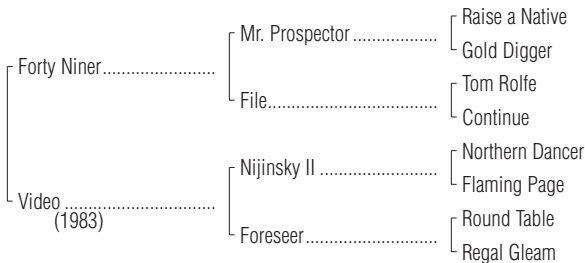 Raise a Native
Mr. Prospector ..................
Gold Digger
Forty Niner........................
Tom Rolfe
File....................................
Continue
Northern Dancer
Nijinsky II .........................
Flaming Page
Video ................................
(1983)
Round Table
Foreseer............................
Regal Gleam